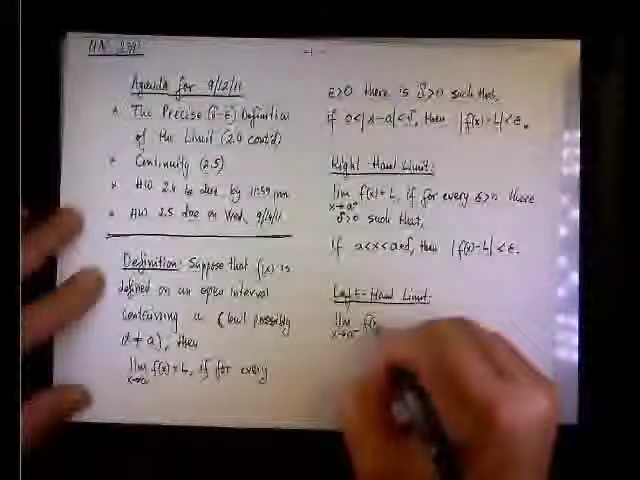 - 1 -
Agenda for 9/12/11
* The Precise (δ-ε) Definition
of the Limit (2.4 cont'd)
* Continuity (2.5)
* HW 2.4 is due by 11:59 pm
* HW 2.5 due on Wed, 9/14/11
Definition: Suppose that f(x) is
defined on an open interval
containing a (but possibly
x ≠ a), then
lim f(x) = L, if for every
x→a
ε>0 there is δ>0 such that,
if 0<|x-a|<δ, then |f(x)-L|<ε.
Right-Hand Limit:
lim f(x) = L, if for every ε>0 there
x→a⁺
δ>0 such that,
if a<x<a+δ, then |f(x)-L|<ε.
Left-Hand Limit:
lim f(x
x→a⁻